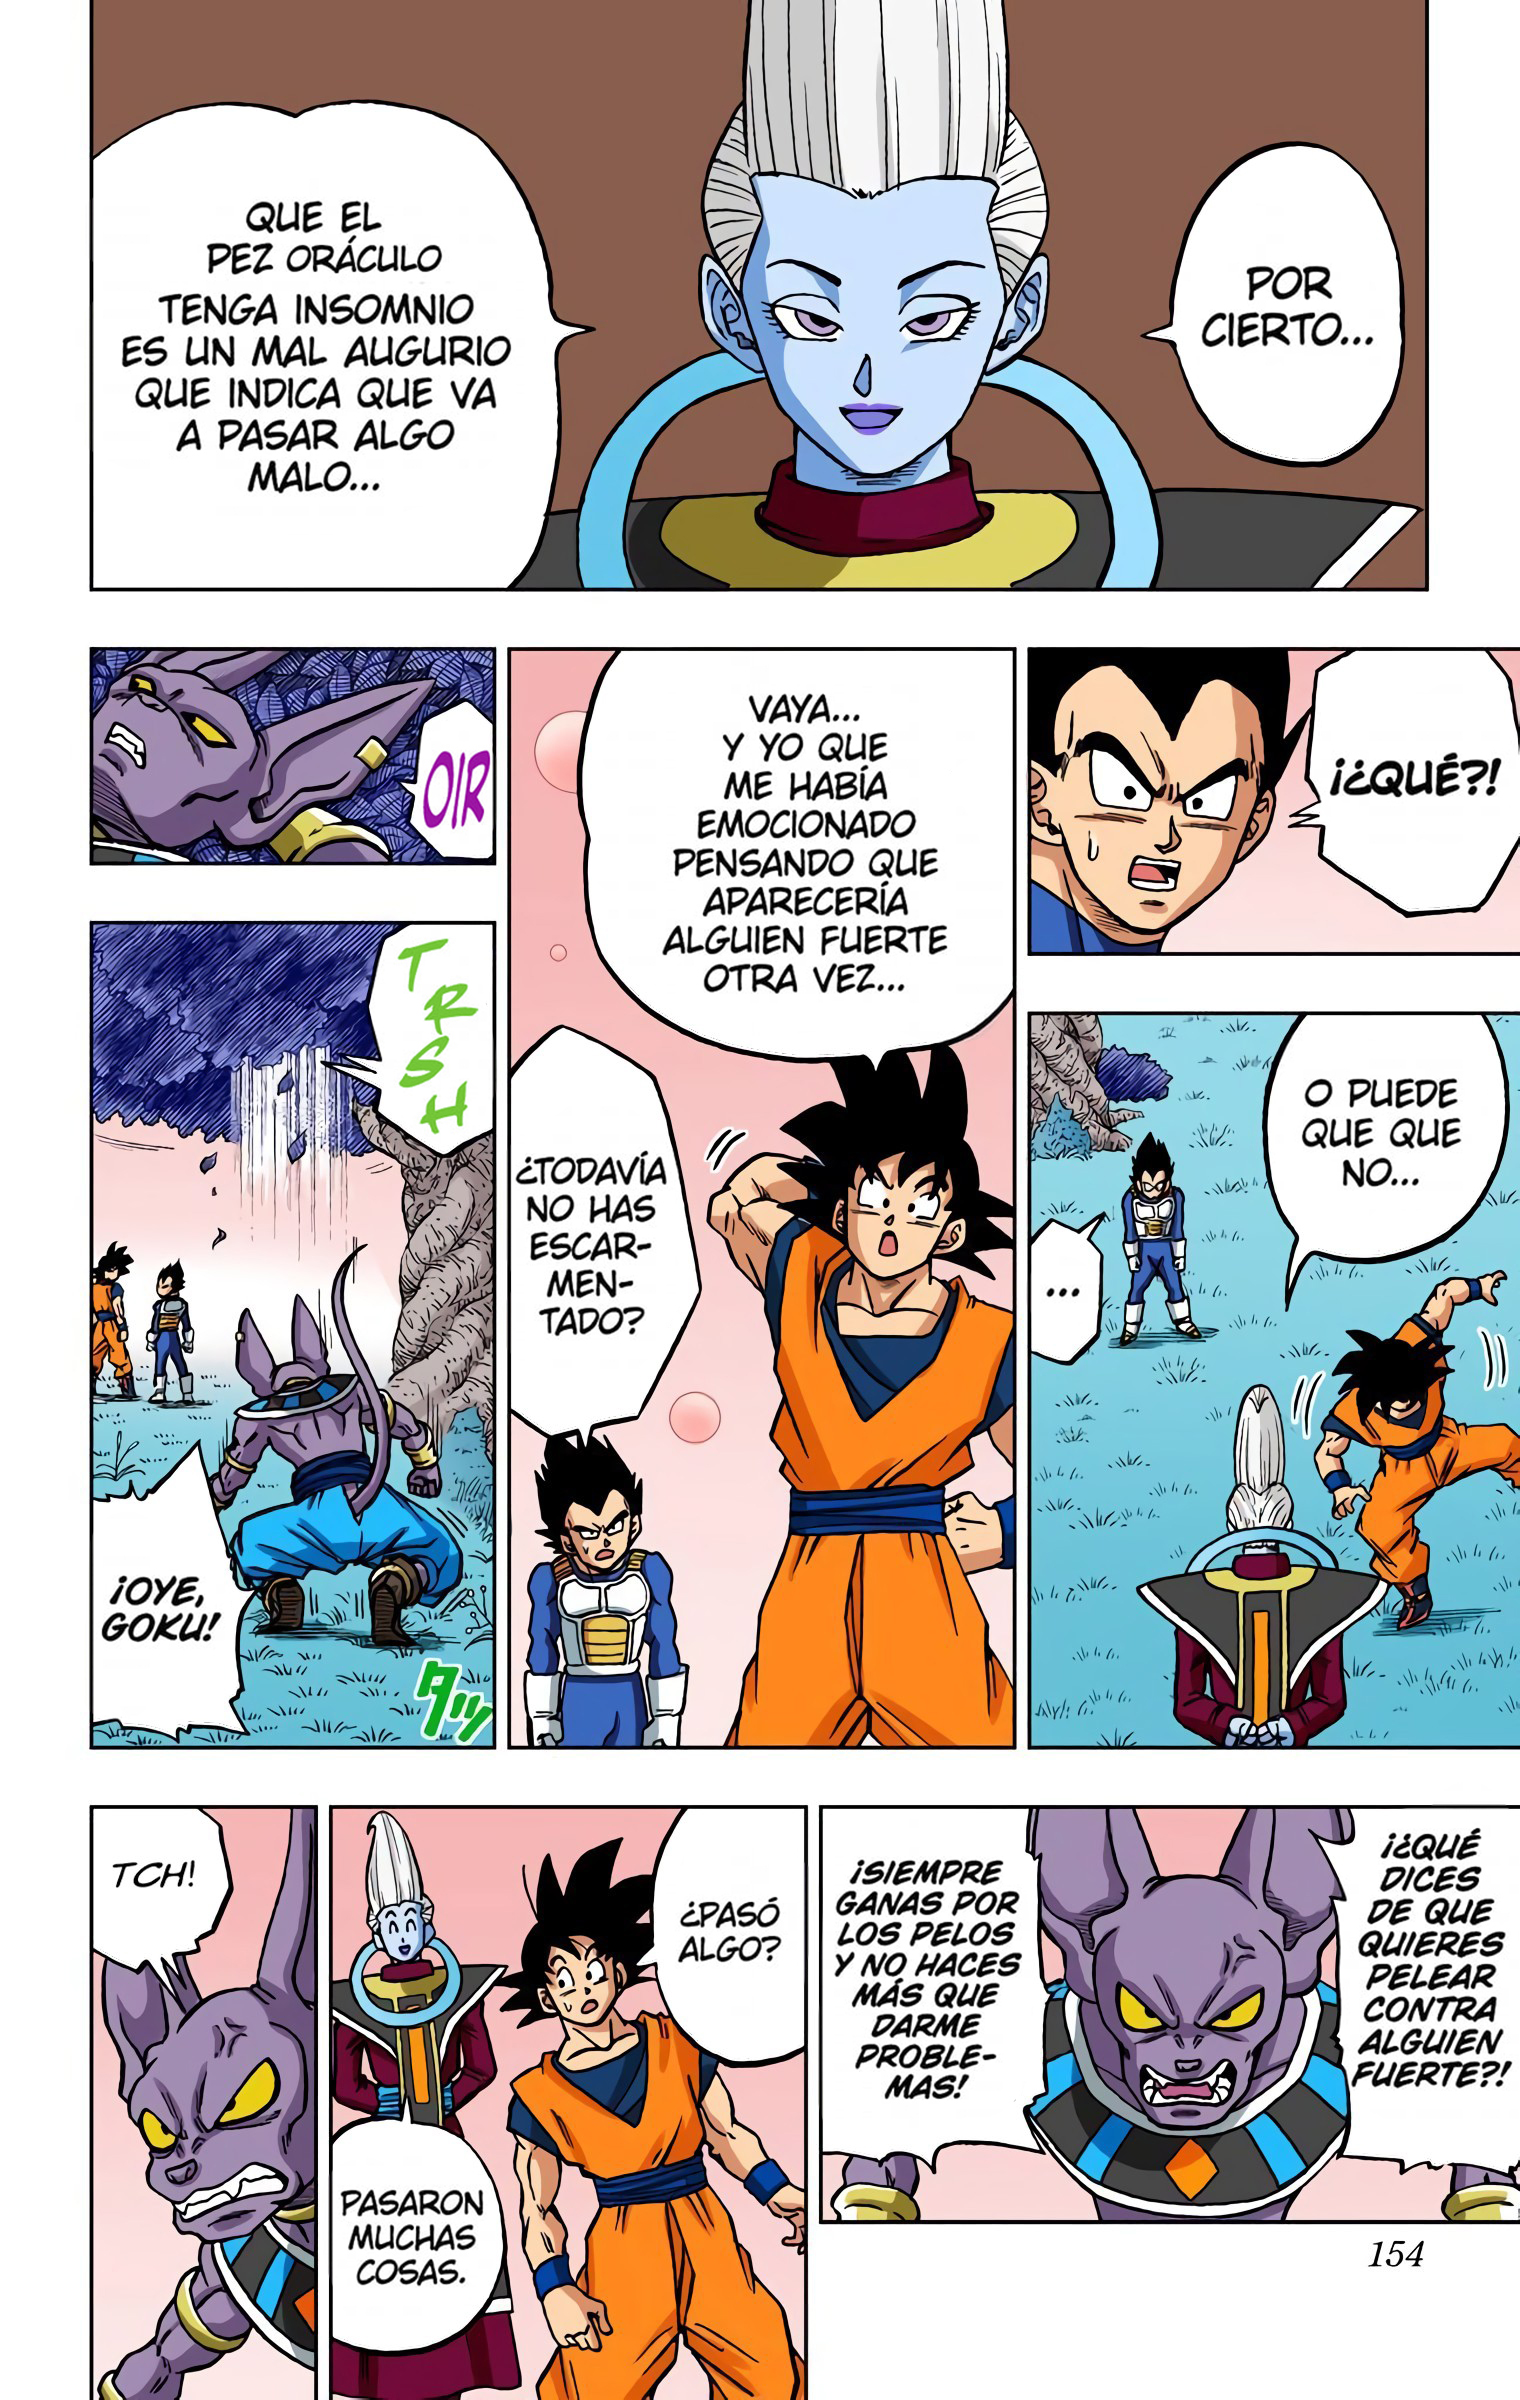 POR
CIERTO...
QUE EL
PEZ ORÁCULO
TENGA INSOMNIO
ES UN MAL AUGURIO
QUE INDICA QUE VA
A PASAR ALGO
MALO...
¡¿QUÉ?!
O PUEDE
QUE QUE
NO...
...
VAYA...
Y YO QUE
ME HABÍA
EMOCIONADO
PENSANDO QUE
APARECERÍA
ALGUIEN FUERTE
OTRA VEZ...
¿TODAVÍA
NO HAS
ESCAR-
MEN-
TADO?
OIR
TRSH
¡OYE,
GOKU!
タッ
¡¿QUÉ
DICES
DE QUE
QUIERES
PELEAR
CONTRA
ALGUIEN
FUERTE?!
¡SIEMPRE
GANAS POR
LOS PELOS
Y NO HACES
MÁS QUE
DARME
PROBLE-
MAS!
¿PASÓ
ALGO?
PASARON
MUCHAS
COSAS.
TCH!
154